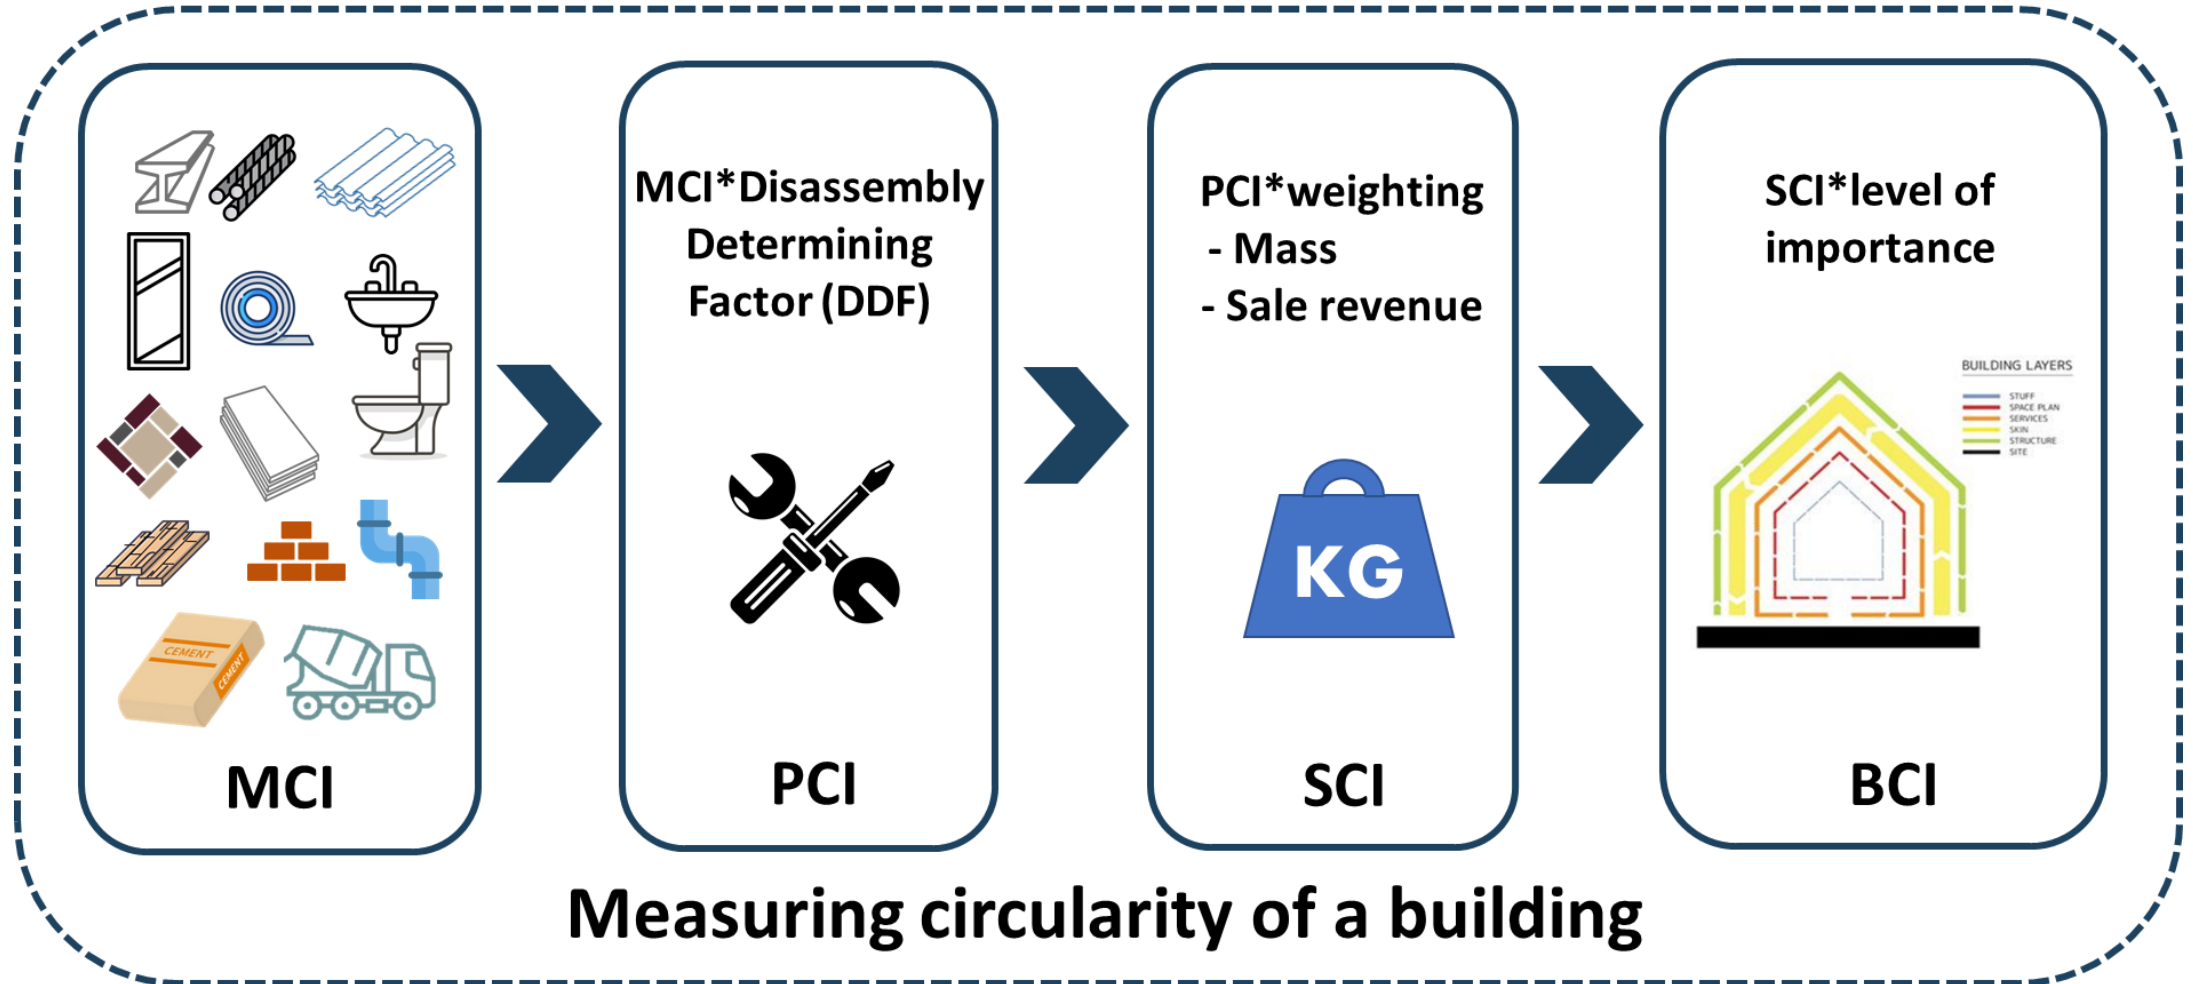 CEMENT
CEMENT
MCI
MCI*Disassembly
Determining
Factor (DDF)
PCI
PCI*weighting
- Mass
- Sale revenue
KG
SCI
SCI*level of
importance
BUILDING LAYERS
STUFF
SPACE PLAN
SERVICES
SKIN
STRUCTURE
SITE
BCI
Measuring circularity of a building